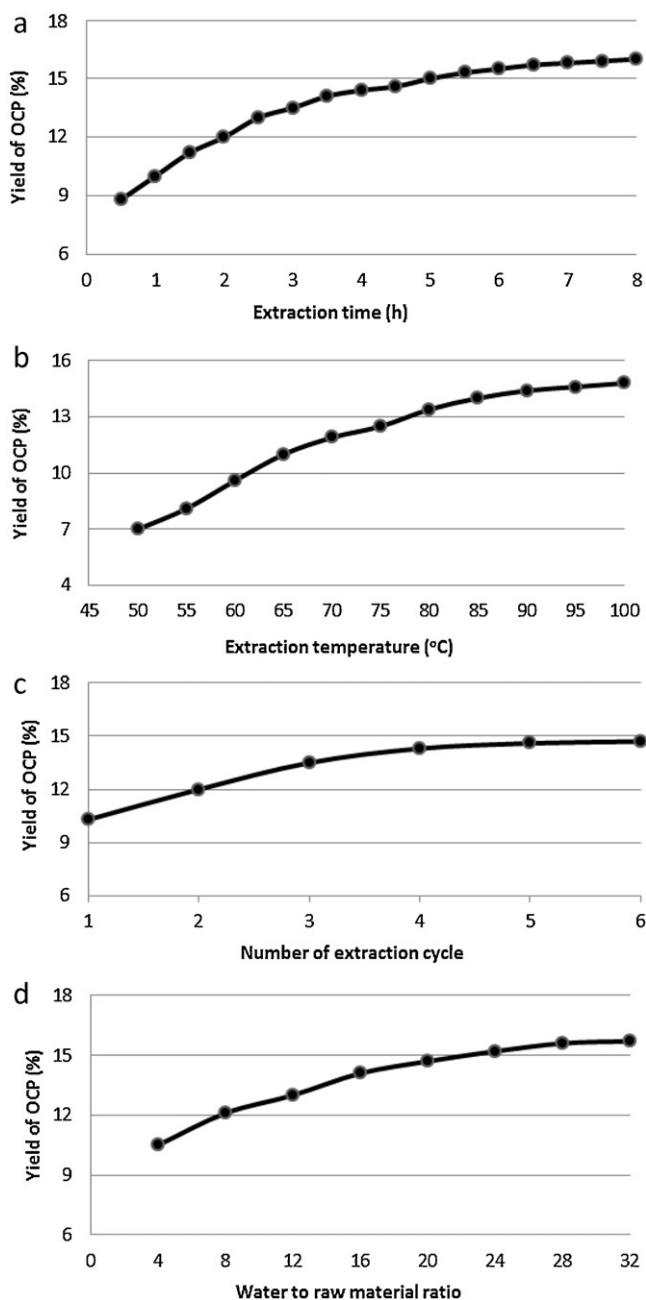 a
18
15
12
9
6
Yield of OCP (%)
0 1 2 3 4 5 6 7 8
Extraction time (h)
b
16
13
10
7
4
Yield of OCP (%)
45 50 55 60 65 70 75 80 85 90 95 100
Extraction temperature (ºC)
c
18
15
12
9
6
Yield of OCP (%)
1 2 3 4 5 6
Number of extraction cycle
d
18
15
12
9
6
Yield of OCP (%)
0 4 8 12 16 20 24 28 32
Water to raw material ratio